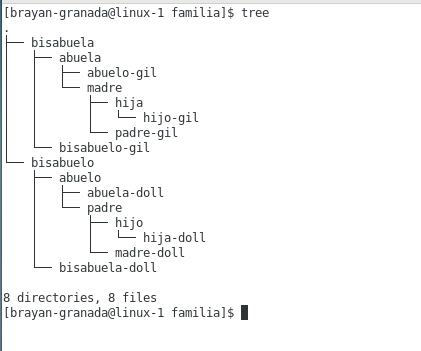 [brayan-granada@linux-1 familia]$ tree
.
├── bisabuela
│   ├── abuela
│   │   ├── abuelo-gil
│   │   └── madre
│   │       ├── hija
│   │       │   └── hijo-gil
│   │       └── padre-gil
│   └── bisabuelo-gil
└── bisabuelo
    ├── abuelo
    │   ├── abuela-doll
    │   └── padre
    │       ├── hijo
    │       │   └── hija-doll
    │       └── madre-doll
    └── bisabuela-doll
8 directories, 8 files
[brayan-granada@linux-1 familia]$